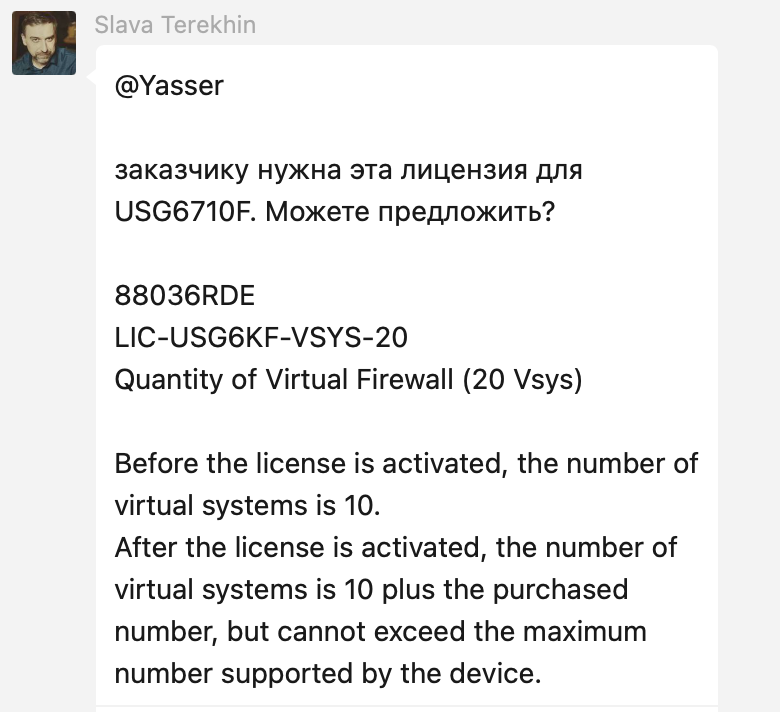 Slava Terekhin
@Yasser
заказчику нужна эта лицензия для
USG6710F. Можете предложить?
88036RDE
LIC-USG6KF-VSYS-20
Quantity of Virtual Firewall (20 Vsys)
Before the license is activated, the number of
virtual systems is 10.
After the license is activated, the number of
virtual systems is 10 plus the purchased
number, but cannot exceed the maximum
number supported by the device.